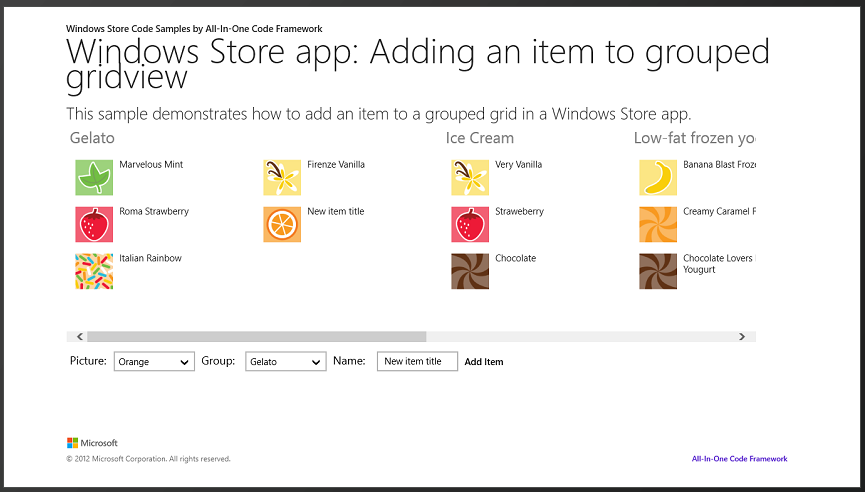 Windows Store Code Samples by All-In-One Code Framework
Windows Store app: Adding an item to grouped
gridview
This sample demonstrates how to add an item to a grouped grid in a Windows Store app.
Gelato
Ice Cream
Low-fat frozen yo
Marvelous Mint
Firenze Vanilla
Very Vanilla
Banana Blast Froze
Roma Strawberry
New item title
Straweberry
Creamy Caramel F
Italian Rainbow
Chocolate
Chocolate Lovers
Yougurt
Picture: Orange Group: Gelato Name: New item title Add Item
Microsoft
© 2012 Microsoft Corporation. All rights reserved.
All-In-One Code Framework